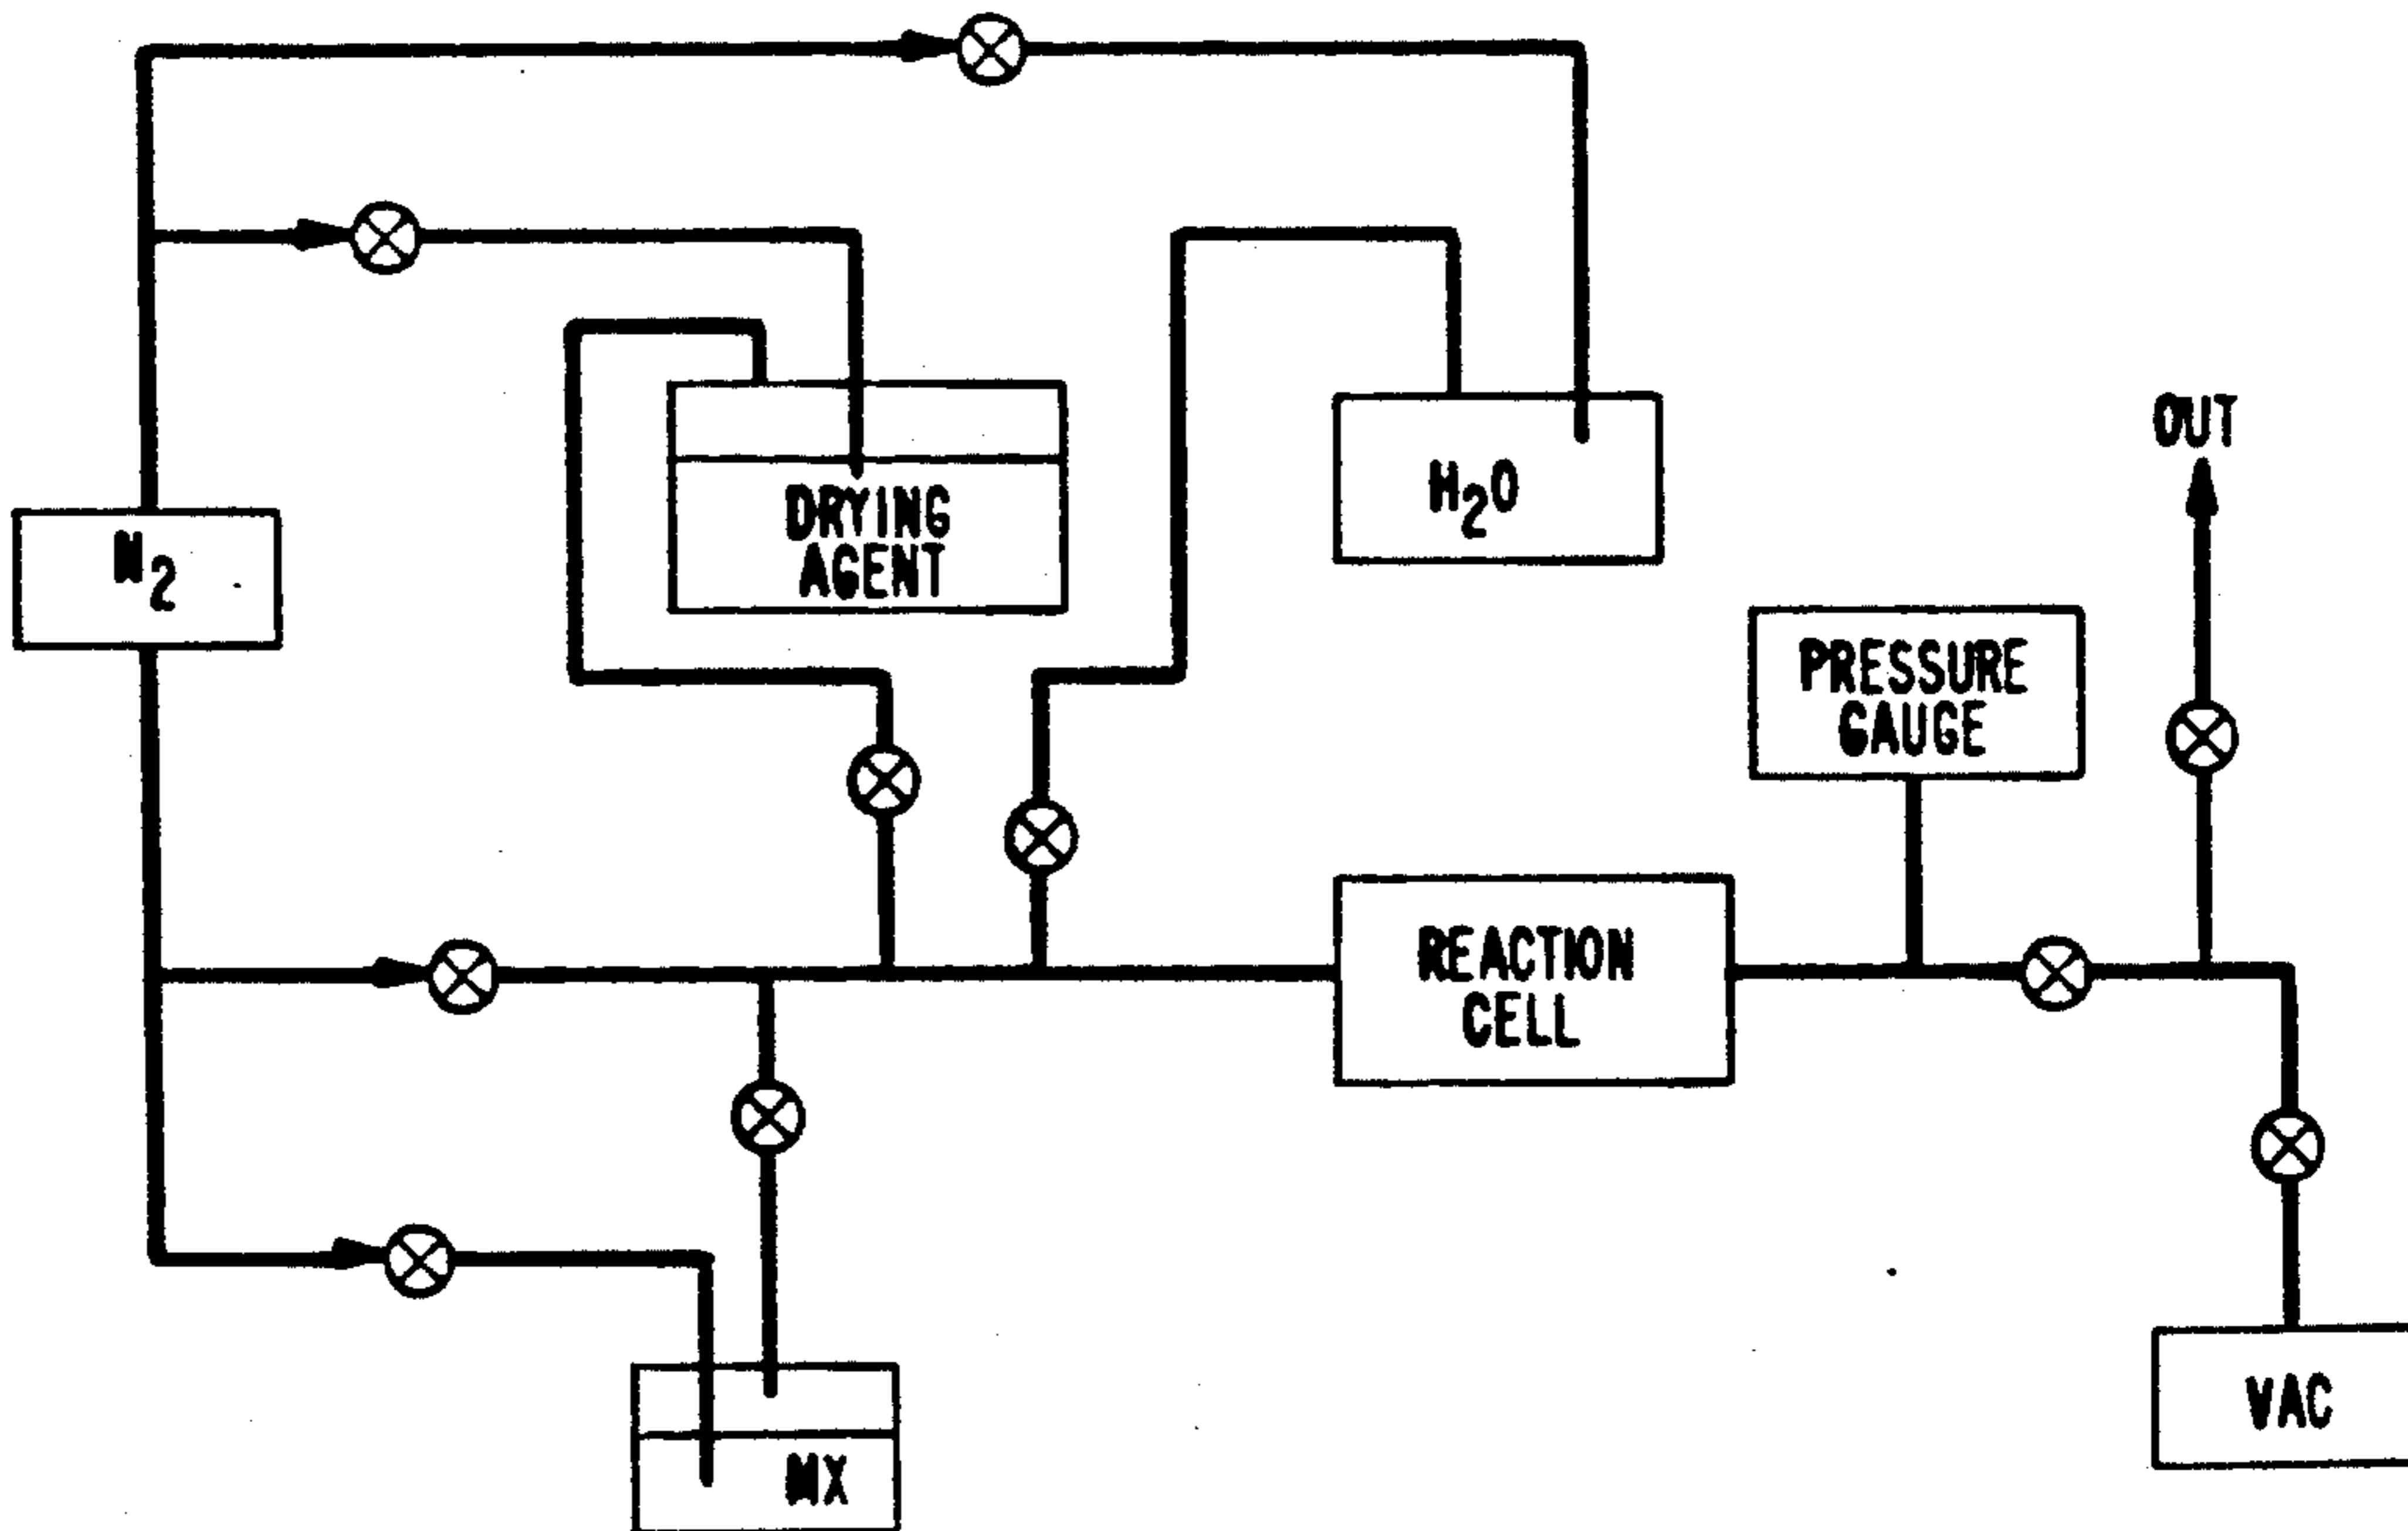 OUT
H2O
DRYING
AGENT
N2
PRESSURE
GAUGE
REACTION
CELL
VAC
MX